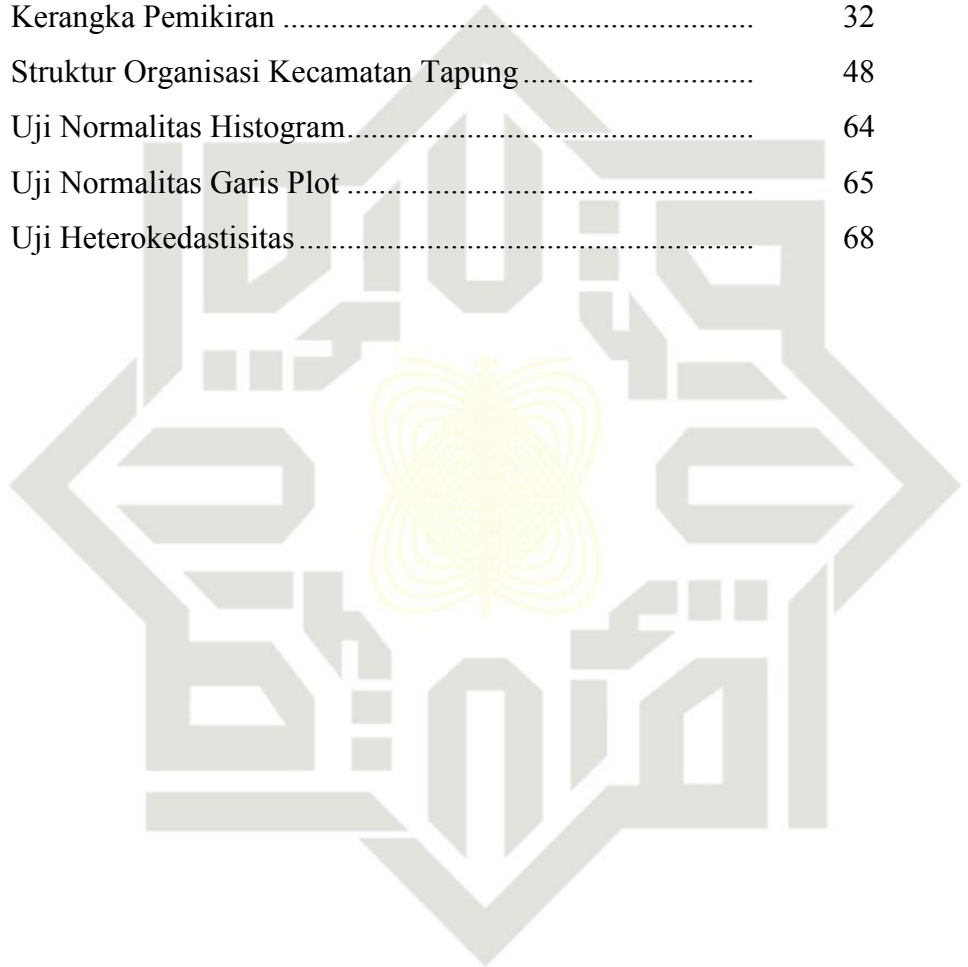 Kerangka Pemikiran ............................................................ 32
Struktur Organisasi Kecamatan Tapung ............................. 48
Uji Normalitas Histogram .................................................... 64
Uji Normalitas Garis Plot ..................................................... 65
Uji Heterokedastisitas .......................................................... 68